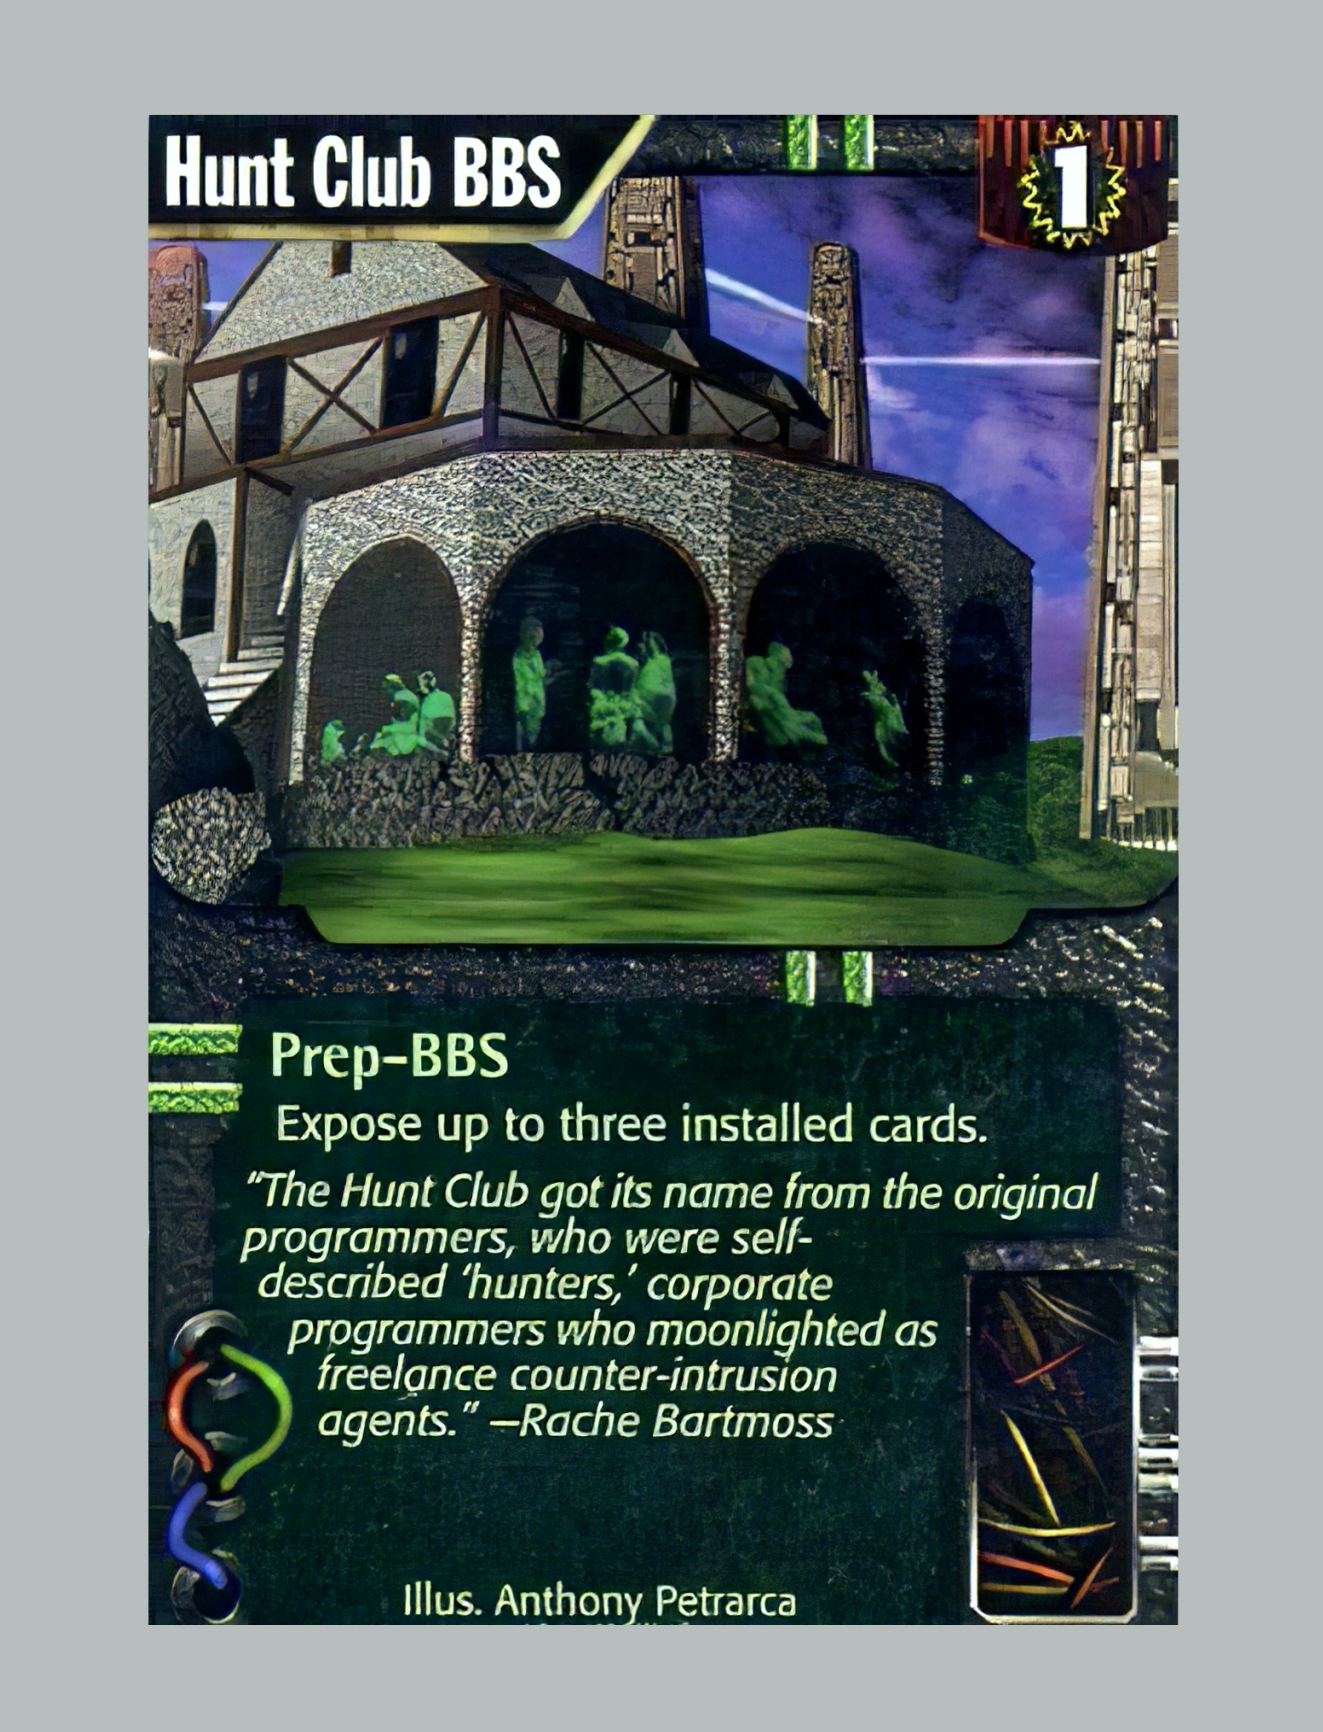 Hunt Club BBS
1
Prep-BBS
Expose up to three installed cards.
"The Hunt Club got its name from the original
programmers, who were self-
described 'hunters,' corporate
programmers who moonlighted as
freelance counter-intrusion
agents." —Rache Bartmoss
Illus. Anthony Petrarca